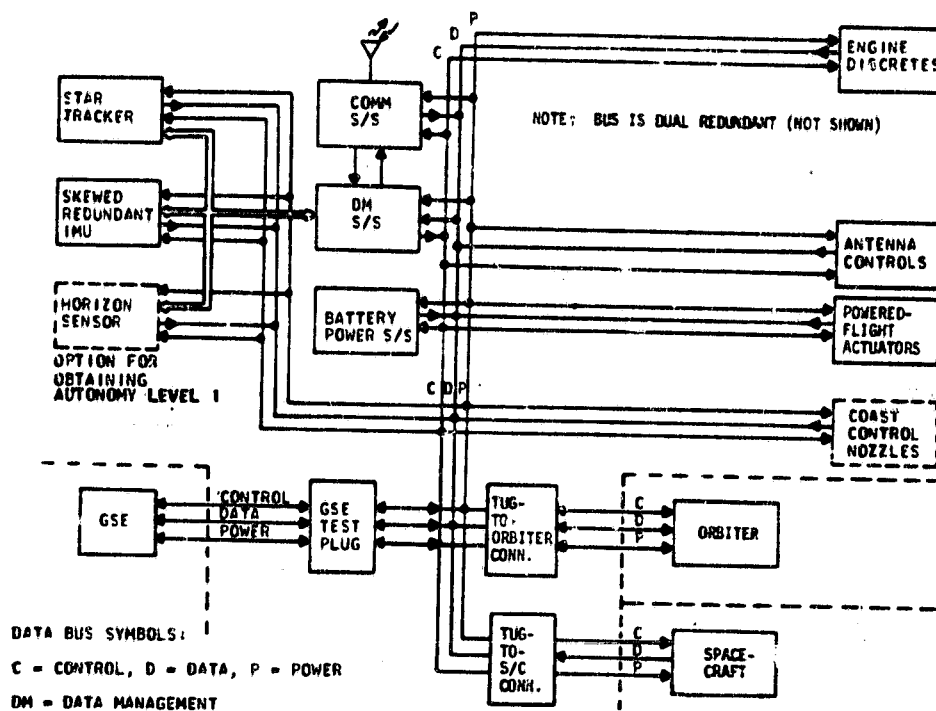 P
D
C
ENGINE
DISCRETES
STAR
TRACKER
COMM
S/S
NOTE: BUS IS DUAL REDUNDANT (NOT SHOWN)
SKEWED
REDUNDANT
IMU
DM
S/S
ANTENNA
CONTROLS
HORIZON
SENSOR
BATTERY
POWER S/S
POWERED-
FLIGHT
ACTUATORS
OPTION FOR
OBTAINING
AUTONOMY LEVEL 1
C D P
COAST
CONTROL
NOZZLES
GSE
CONTROL
DATA
POWER
GSE
TEST
PLUG
TUG-
TO-
ORBITER
CONN.
C
D
P
ORBITER
DATA BUS SYMBOLS:
C = CONTROL, D = DATA, P = POWER
DM = DATA MANAGEMENT
TUG-
TO-
S/C
CONN.
C
D
P
SPACE-
CRAFT